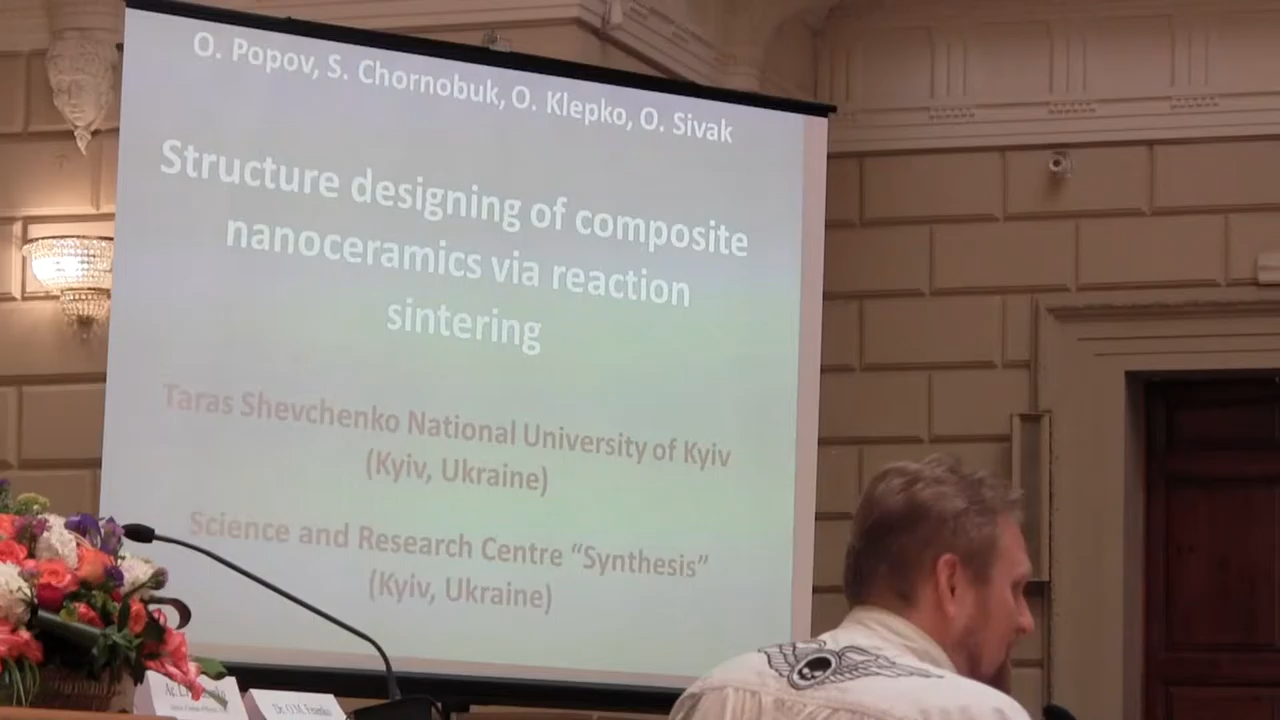 O. Popov, S. Chornobuk, O. Klepko, O. Sivak
Structure designing of composite
nanoceramics via reaction
sintering
Taras Shevchenko National University of Kyiv
(Kyiv, Ukraine)
Science and Research Centre “Synthesis”
(Kyiv, Ukraine)
Dr. O.M.